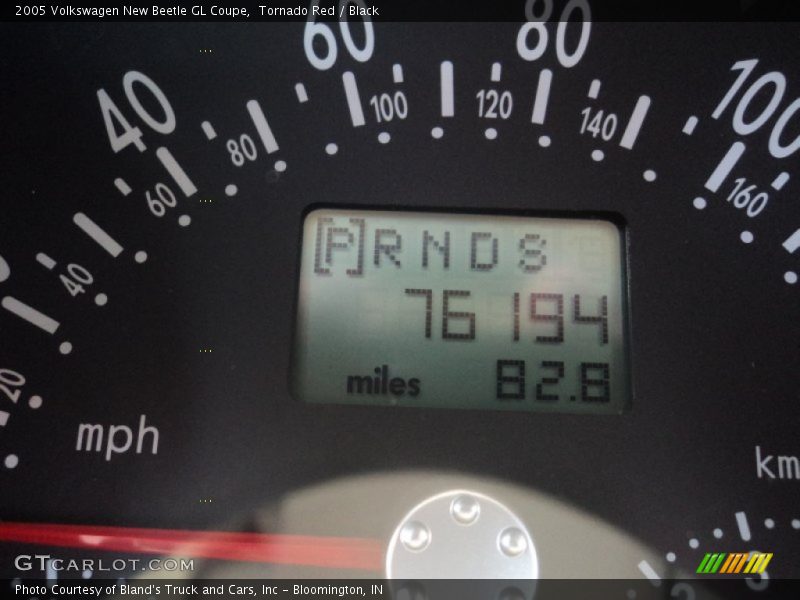 2005 Volkswagen New Beetle GL Coupe,  Tornado Red / Black
60
80
40
100
100
120
80
140
60
160
[P] R N D S
40
76194
20
miles 82.8
mph
km
GTCARLOT.COM
Photo Courtesy of Bland's Truck and Cars, Inc - Bloomington, IN